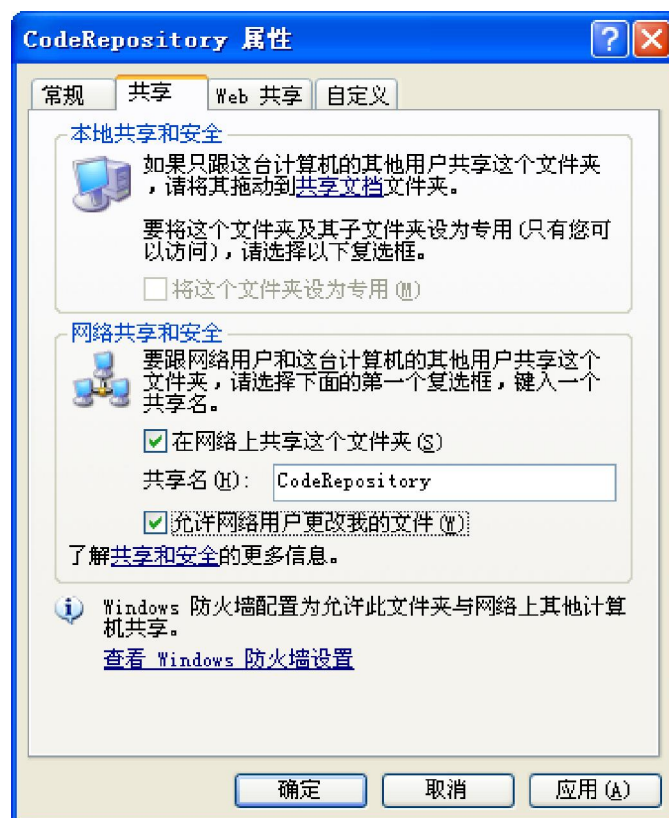 CodeRepository 属性
常规
共享
Web 共享
自定义
本地共享和安全
如果只跟这台计算机的其他用户共享这个文件夹
，请将其拖动到共享文档文件夹。
要将这个文件夹及其子文件夹设为专用(只有您可
以访问)，请选择以下复选框。
将这个文件夹设为专用(M)
网络共享和安全
要跟网络用户和这台计算机的其他用户共享这个
文件夹，请选择下面的第一个复选框，键入一个
共享名。
在网络上共享这个文件夹(S)
共享名(H): CodeRepository
允许网络用户更改我的文件(W)
了解共享和安全的更多信息。
Windows 防火墙配置为允许此文件夹与网络上其他计算
机共享。
查看 Windows 防火墙设置
确定
取消
应用(A)